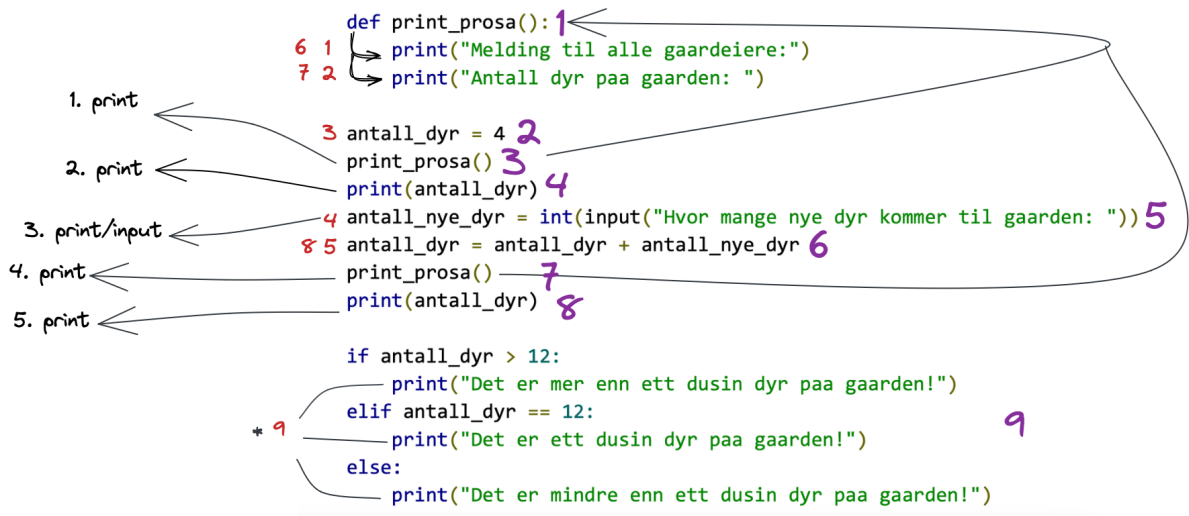 def print_prosa(): 1
6 1 print("Melding til alle gaardeiere:")
7 2 print("Antall dyr paa gaarden: ")
1. print
3 antall_dyr = 4 2
print_prosa() 3
2. print
print(antall_dyr) 4
3. print/input
4 antall_nye_dyr = int(input("Hvor mange nye dyr kommer til gaarden: ")) 5
8 5 antall_dyr = antall_dyr + antall_nye_dyr 6
4. print
print_prosa() 7
5. print
print(antall_dyr) 8
if antall_dyr > 12:
print("Det er mer enn ett dusin dyr paa gaarden!")
elif antall_dyr == 12:
* 9
9
print("Det er ett dusin dyr paa gaarden!")
else:
print("Det er mindre enn ett dusin dyr paa gaarden!")